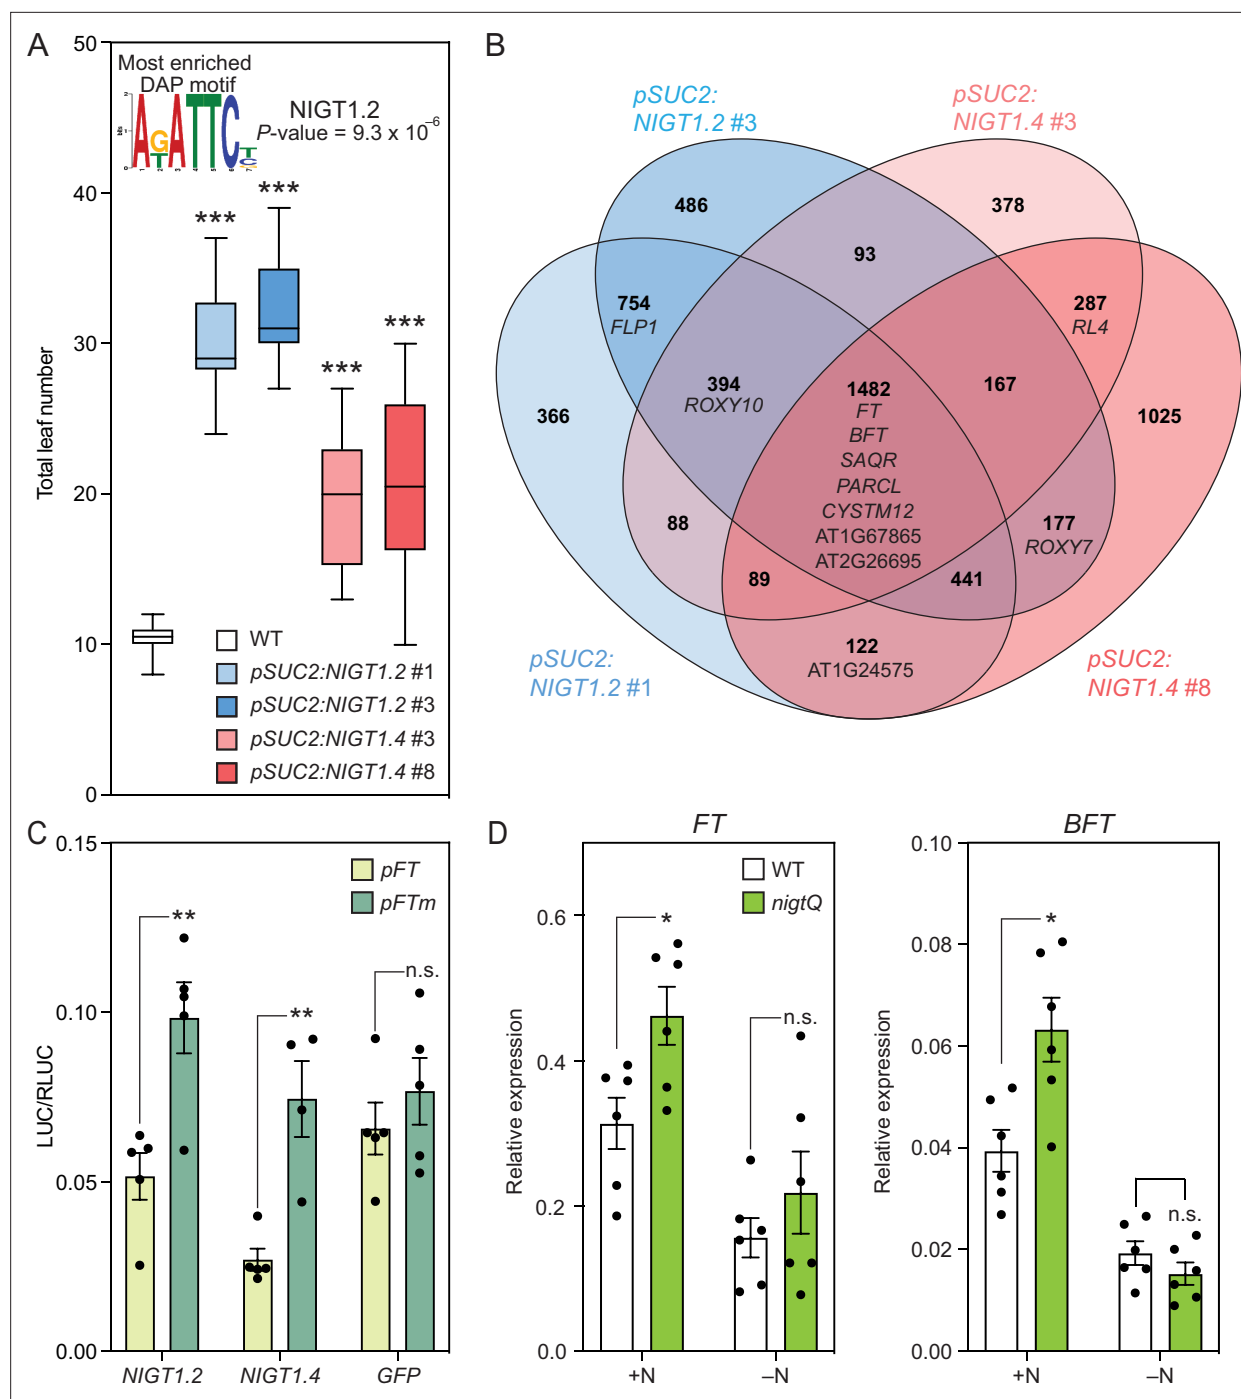 A
50
40
30
20
10
0
Total leaf number
Most enriched
DAP motif
NIGT1.2
P-value = 9.3 x 10⁻⁶
***
***
***
***
WT
pSUC2:NIGT1.2 #1
pSUC2:NIGT1.2 #3
pSUC2:NIGT1.4 #3
pSUC2:NIGT1.4 #8
B
pSUC2:
NIGT1.2 #3
pSUC2:
NIGT1.4 #3
486
378
93
754
FLP1
287
RL4
394
ROXY10
1482
FT
BFT
SAQR
PARCL
CYSTM12
AT1G67865
AT2G26695
167
366
1025
88
177
ROXY7
89
441
122
AT1G24575
pSUC2:
NIGT1.2 #1
pSUC2:
NIGT1.4 #8
C
0.15
0.10
0.05
0.00
LUC/RLUC
pFT
pFTm
**
**
n.s.
NIGT1.2
NIGT1.4
GFP
D
FT
0.6
0.4
0.2
0.0
Relative expression
WT
nigtQ
*
n.s.
+N
–N
BFT
0.10
0.08
0.06
0.04
0.02
0.00
Relative expression
*
n.s.
+N
–N